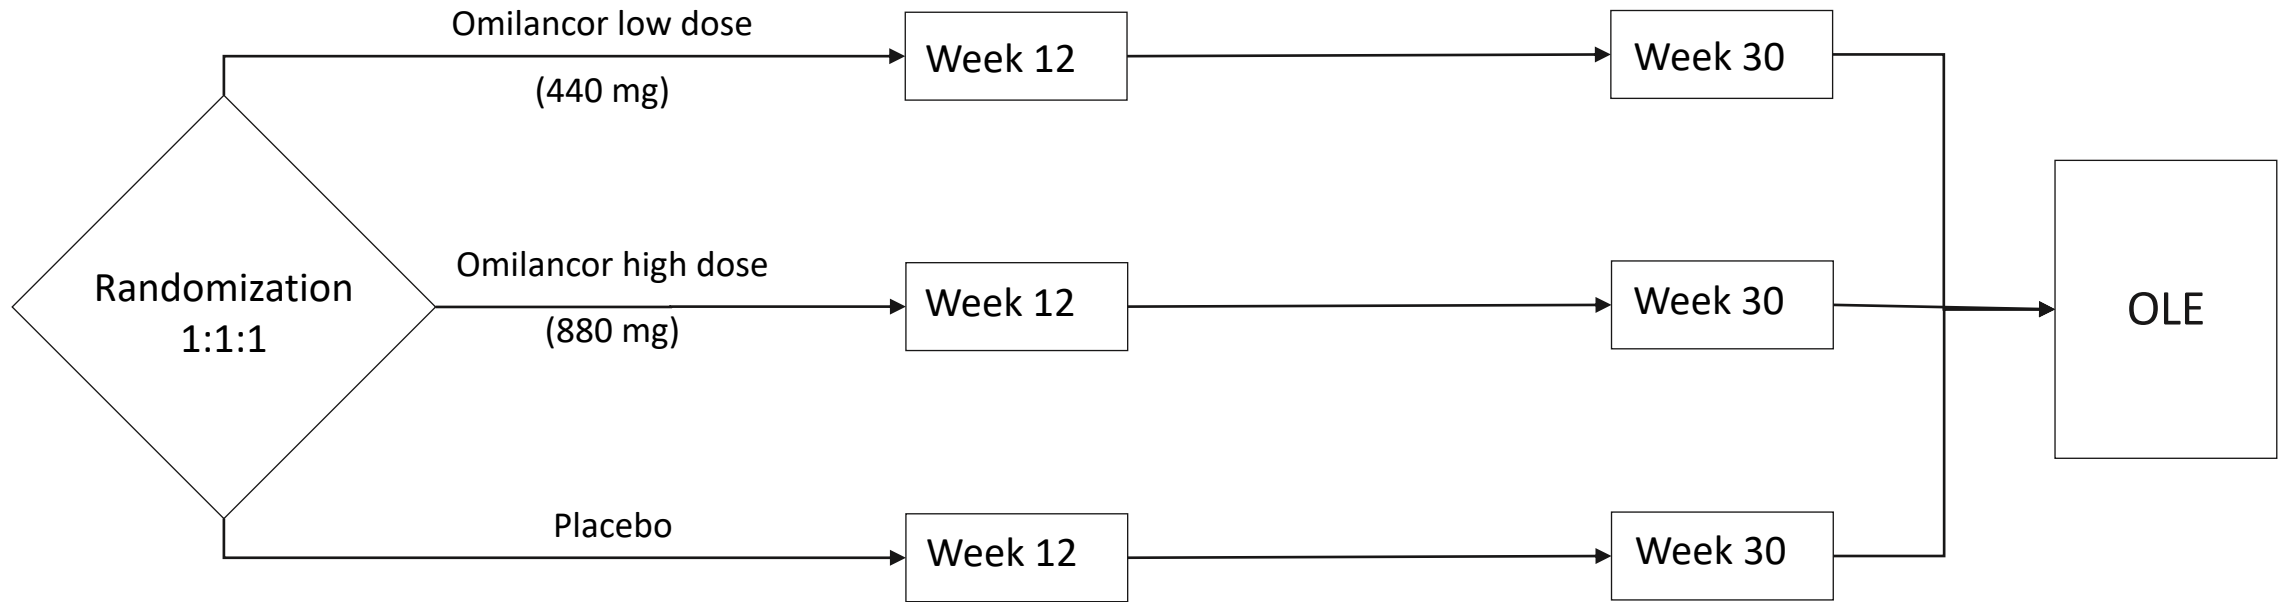 Omilancor low dose
(440 mg)
Week 12
Week 30
Randomization
1:1:1
Omilancor high dose
(880 mg)
Week 12
Week 30
OLE
Placebo
Week 12
Week 30